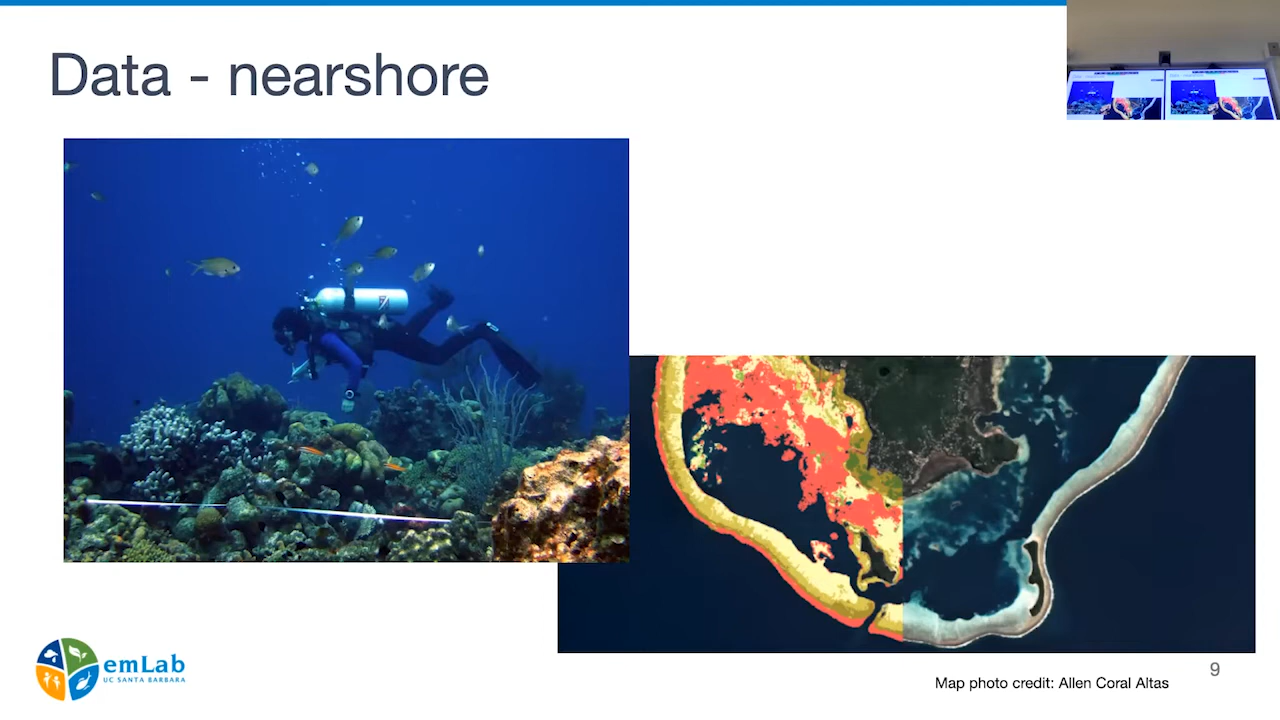 Data - nearshore
emLab
UC SANTA BARBARA
Map photo credit: Allen Coral Altas
9